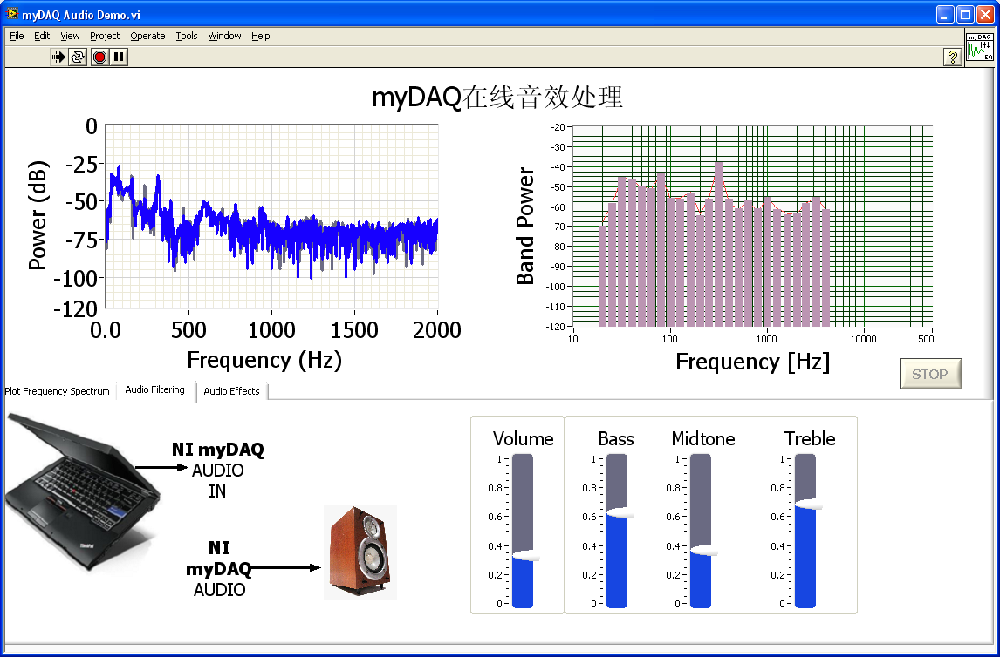 myDAQ Audio Demo.vi
File Edit View Project Operate Tools Window Help
myDAQ
EQ
myDAQ在线音效处理
Power (dB)
0
-25
-50
-75
-100
-120
0.0 500 1000 1500 2000
Frequency (Hz)
Band Power
-20
-30
-40
-50
-60
-70
-80
-90
-100
-110
-120
10 100 1000 10000 5000
Frequency [Hz]
STOP
Plot Frequency Spectrum Audio Filtering Audio Effects
NI myDAQ
AUDIO
IN
NI
myDAQ
AUDIO
ThinkPad
Volume Bass Midtone Treble
1 1 1 1
0.8 0.8 0.8 0.8
0.6 0.6 0.6 0.6
0.4 0.4 0.4 0.4
0.2 0.2 0.2 0.2
0 0 0 0